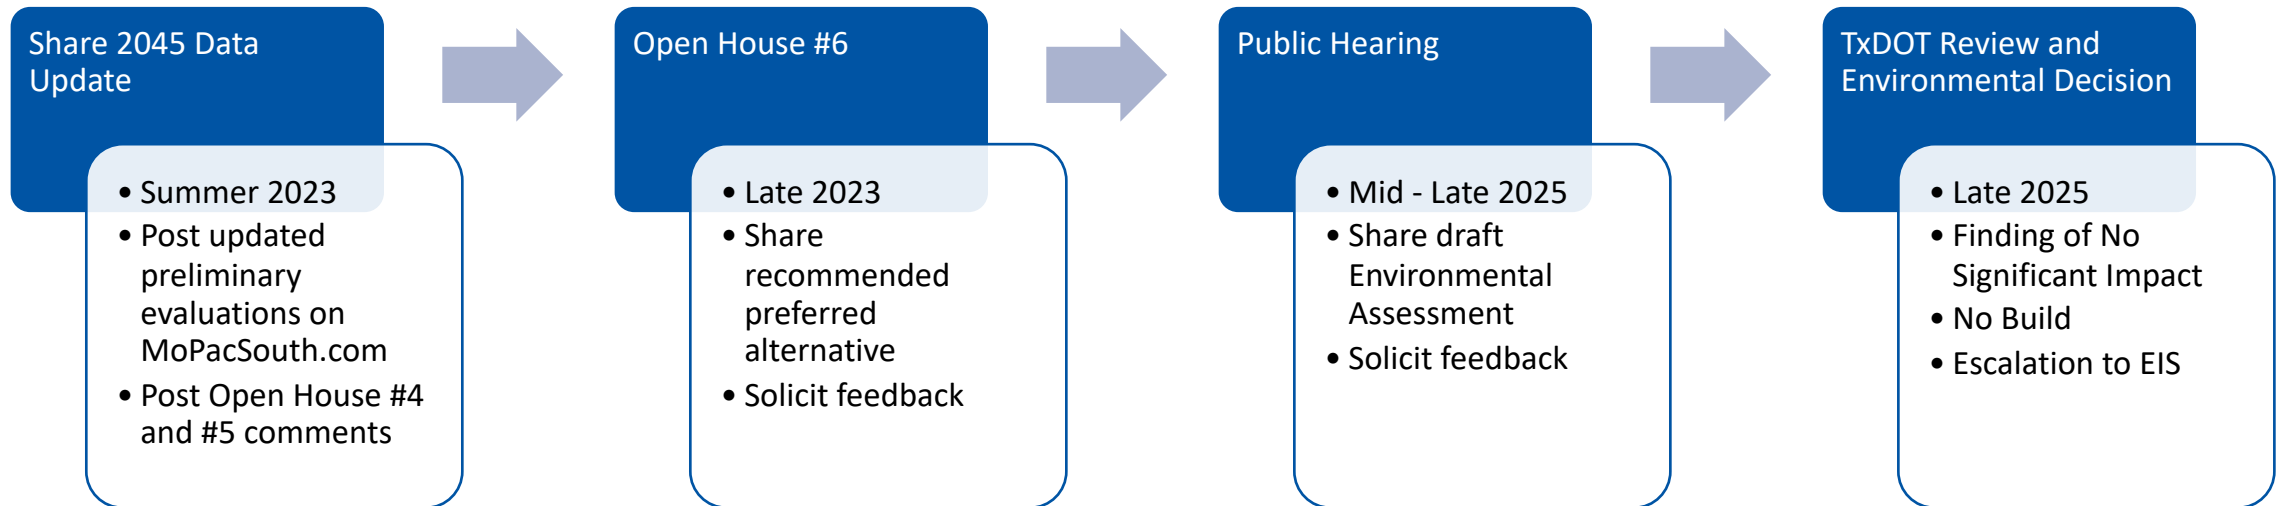 Share 2045 Data
Update
• Summer 2023
• Post updated
preliminary
evaluations on
MoPacSouth.com
• Post Open House #4
and #5 comments
Open House #6
• Late 2023
• Share
recommended
preferred
alternative
• Solicit feedback
Public Hearing
• Mid - Late 2025
• Share draft
Environmental
Assessment
• Solicit feedback
TxDOT Review and
Environmental Decision
• Late 2025
• Finding of No
Significant Impact
• No Build
• Escalation to EIS